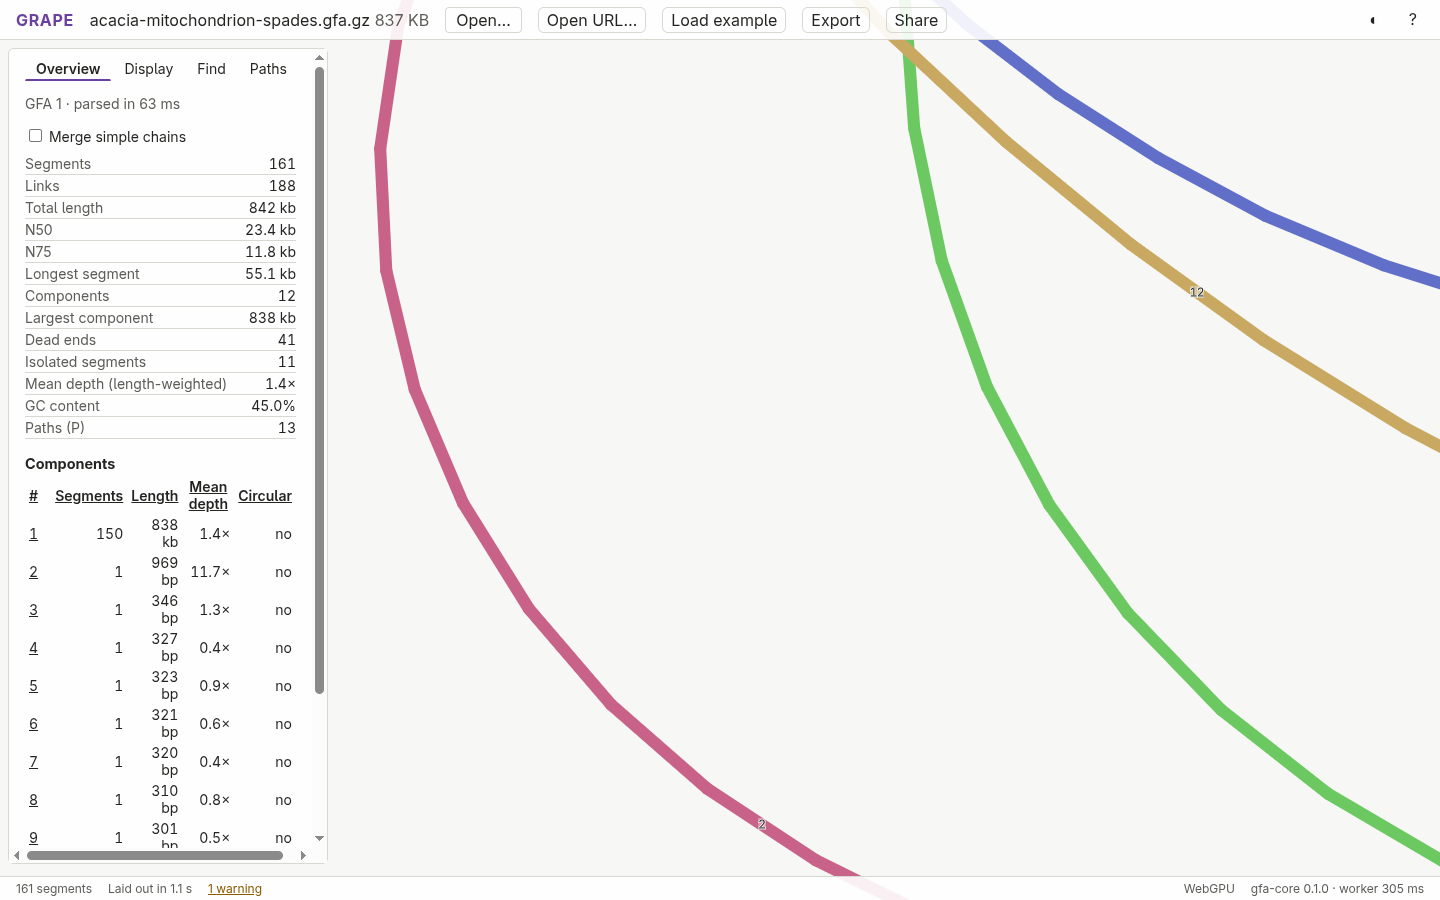 GRAPE acacia-mitochondrion-spades.gfa.gz 837 KB Open... Open URL... Load example Export Share ?
Overview Display Find Paths
GFA 1 · parsed in 63 ms
Merge simple chains
Segments 161
Links 188
Total length 842 kb
N50 23.4 kb
N75 11.8 kb
Longest segment 55.1 kb
Components 12
Largest component 838 kb
Dead ends 41
Isolated segments 11
Mean depth (length-weighted) 1.4×
GC content 45.0%
Paths (P) 13
Components
# Segments Length Mean depth Circular
1 150 838 kb 1.4× no
2 1 969 bp 11.7× no
3 1 346 bp 1.3× no
4 1 327 bp 0.4× no
5 1 323 bp 0.9× no
6 1 321 bp 0.6× no
7 1 320 bp 0.4× no
8 1 310 bp 0.8× no
9 1 301 bp 0.5× no
12
2
161 segments Laid out in 1.1 s 1 warning WebGPU gfa-core 0.1.0 · worker 305 ms